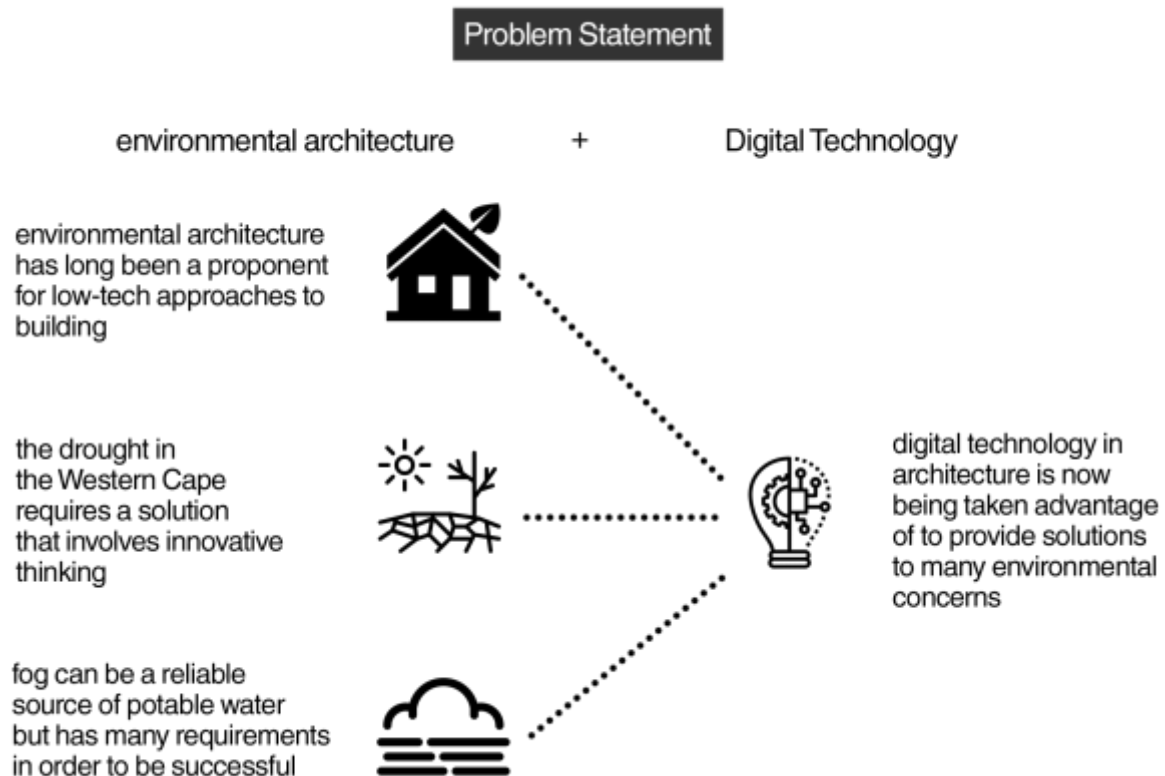 Problem Statement
environmental architecture + Digital Technology
environmental architecture
has long been a proponent
for low-tech approaches to
building
the drought in
the Western Cape
requires a solution
that involves innovative
thinking
fog can be a reliable
source of potable water
but has many requirements
in order to be successful
digital technology in
architecture is now
being taken advantage
of to provide solutions
to many environmental
concerns